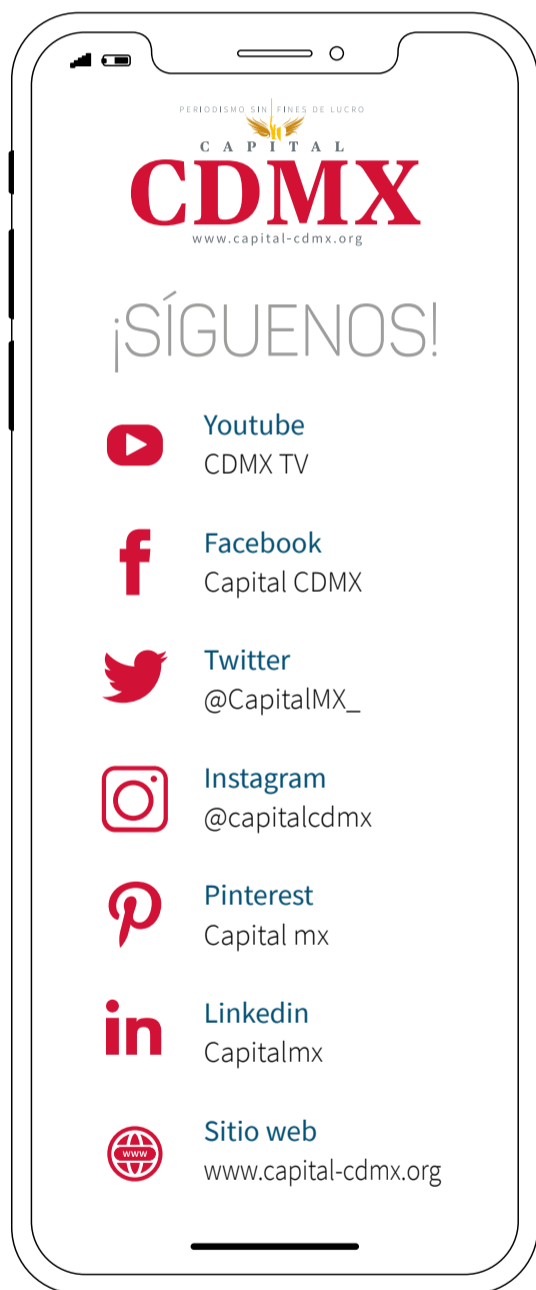 PERIODISMO SIN FINES DE LUCRO
CAPITAL
CDMX
www.capital-cdmx.org
¡SÍGUENOS!
Youtube
CDMX TV
Facebook
Capital CDMX
Twitter
@CapitalMX_
Instagram
@capitalcdmx
Pinterest
Capital mx
Linkedin
Capitalmx
www
Sitio web
www.capital-cdmx.org